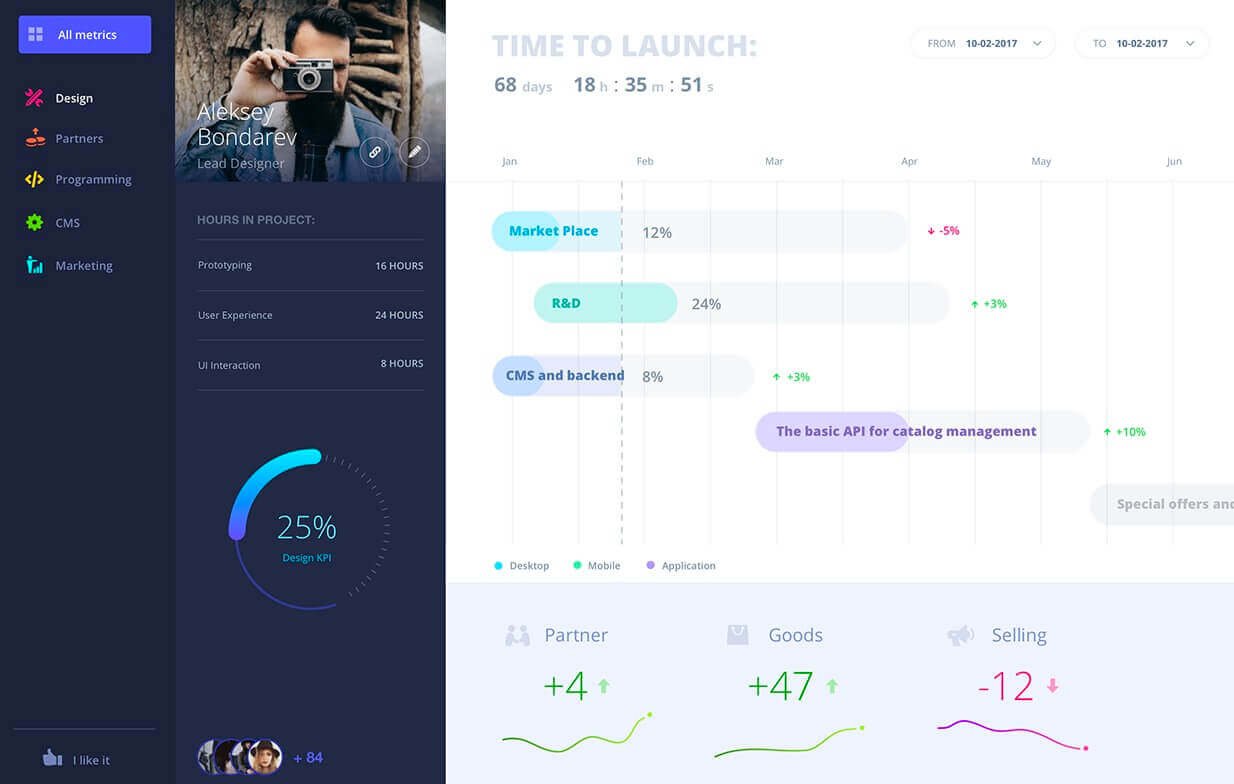 All metrics
Design
Partners
Programming
CMS
Marketing
I like it
Aleksey
Bondarev
Lead Designer
HOURS IN PROJECT:
Prototyping 16 HOURS
User Experience 24 HOURS
UI Interaction 8 HOURS
25%
Design KPI
+ 84
TIME TO LAUNCH:
68 days 18 h : 35 m : 51 s
FROM 10-02-2017
TO 10-02-2017
Jan Feb Mar Apr May Jun
Market Place 12% -5%
R&D 24% +3%
CMS and backend 8% +3%
The basic API for catalog management +10%
Special offers and
Desktop Mobile Application
Partner Goods Selling
+4 +47 -12